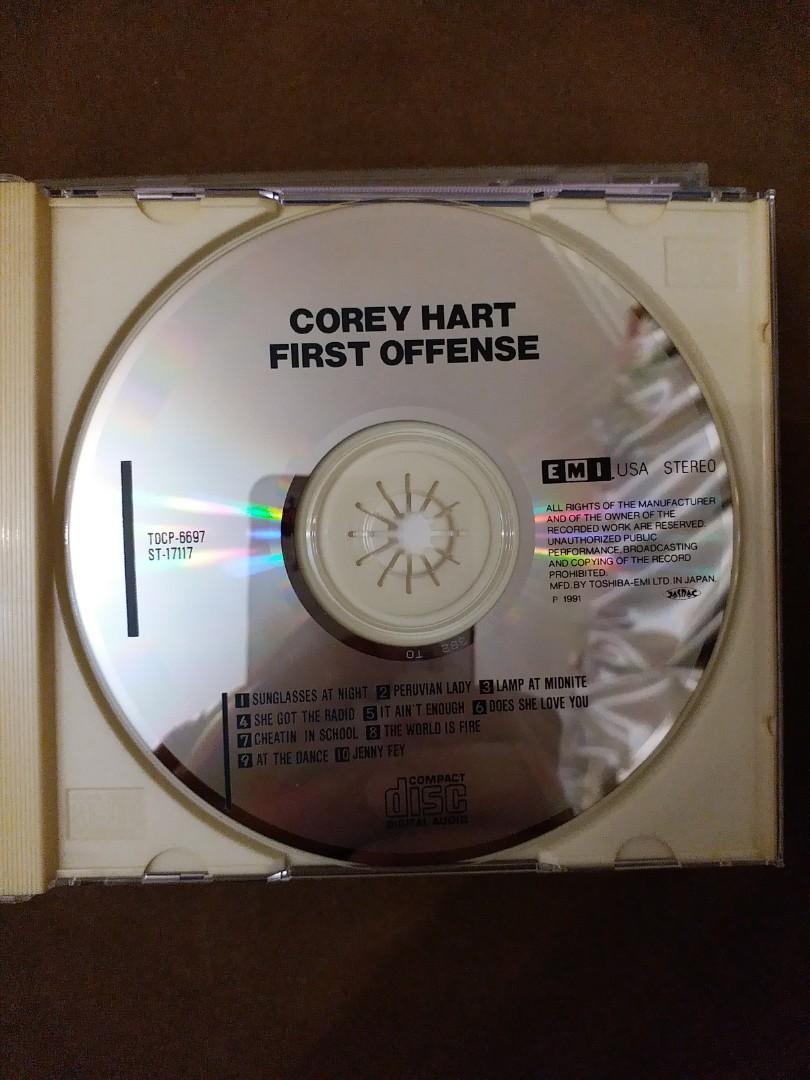 COREY HART
FIRST OFFENSE
EMI USA STEREO
TOCP-6697
ST-17117
ALL RIGHTS OF THE MANUFACTURER
AND OF THE OWNER OF THE
RECORDED WORK ARE RESERVED.
UNAUTHORIZED PUBLIC
PERFORMANCE, BROADCASTING
AND COPYING OF THE RECORD
PROHIBITED.
MFD. BY TOSHIBA-EMI LTD. IN JAPAN.
P 1991
1 SUNGLASSES AT NIGHT 2 PERUVIAN LADY 3 LAMP AT MIDNITE
4 SHE GOT THE RADIO 5 IT AIN'T ENOUGH 6 DOES SHE LOVE YOU
7 CHEATIN IN SCHOOL 8 THE WORLD IS FIRE
9 AT THE DANCE 10 JENNY FEY
COMPACT
disc
DIGITAL AUDIO